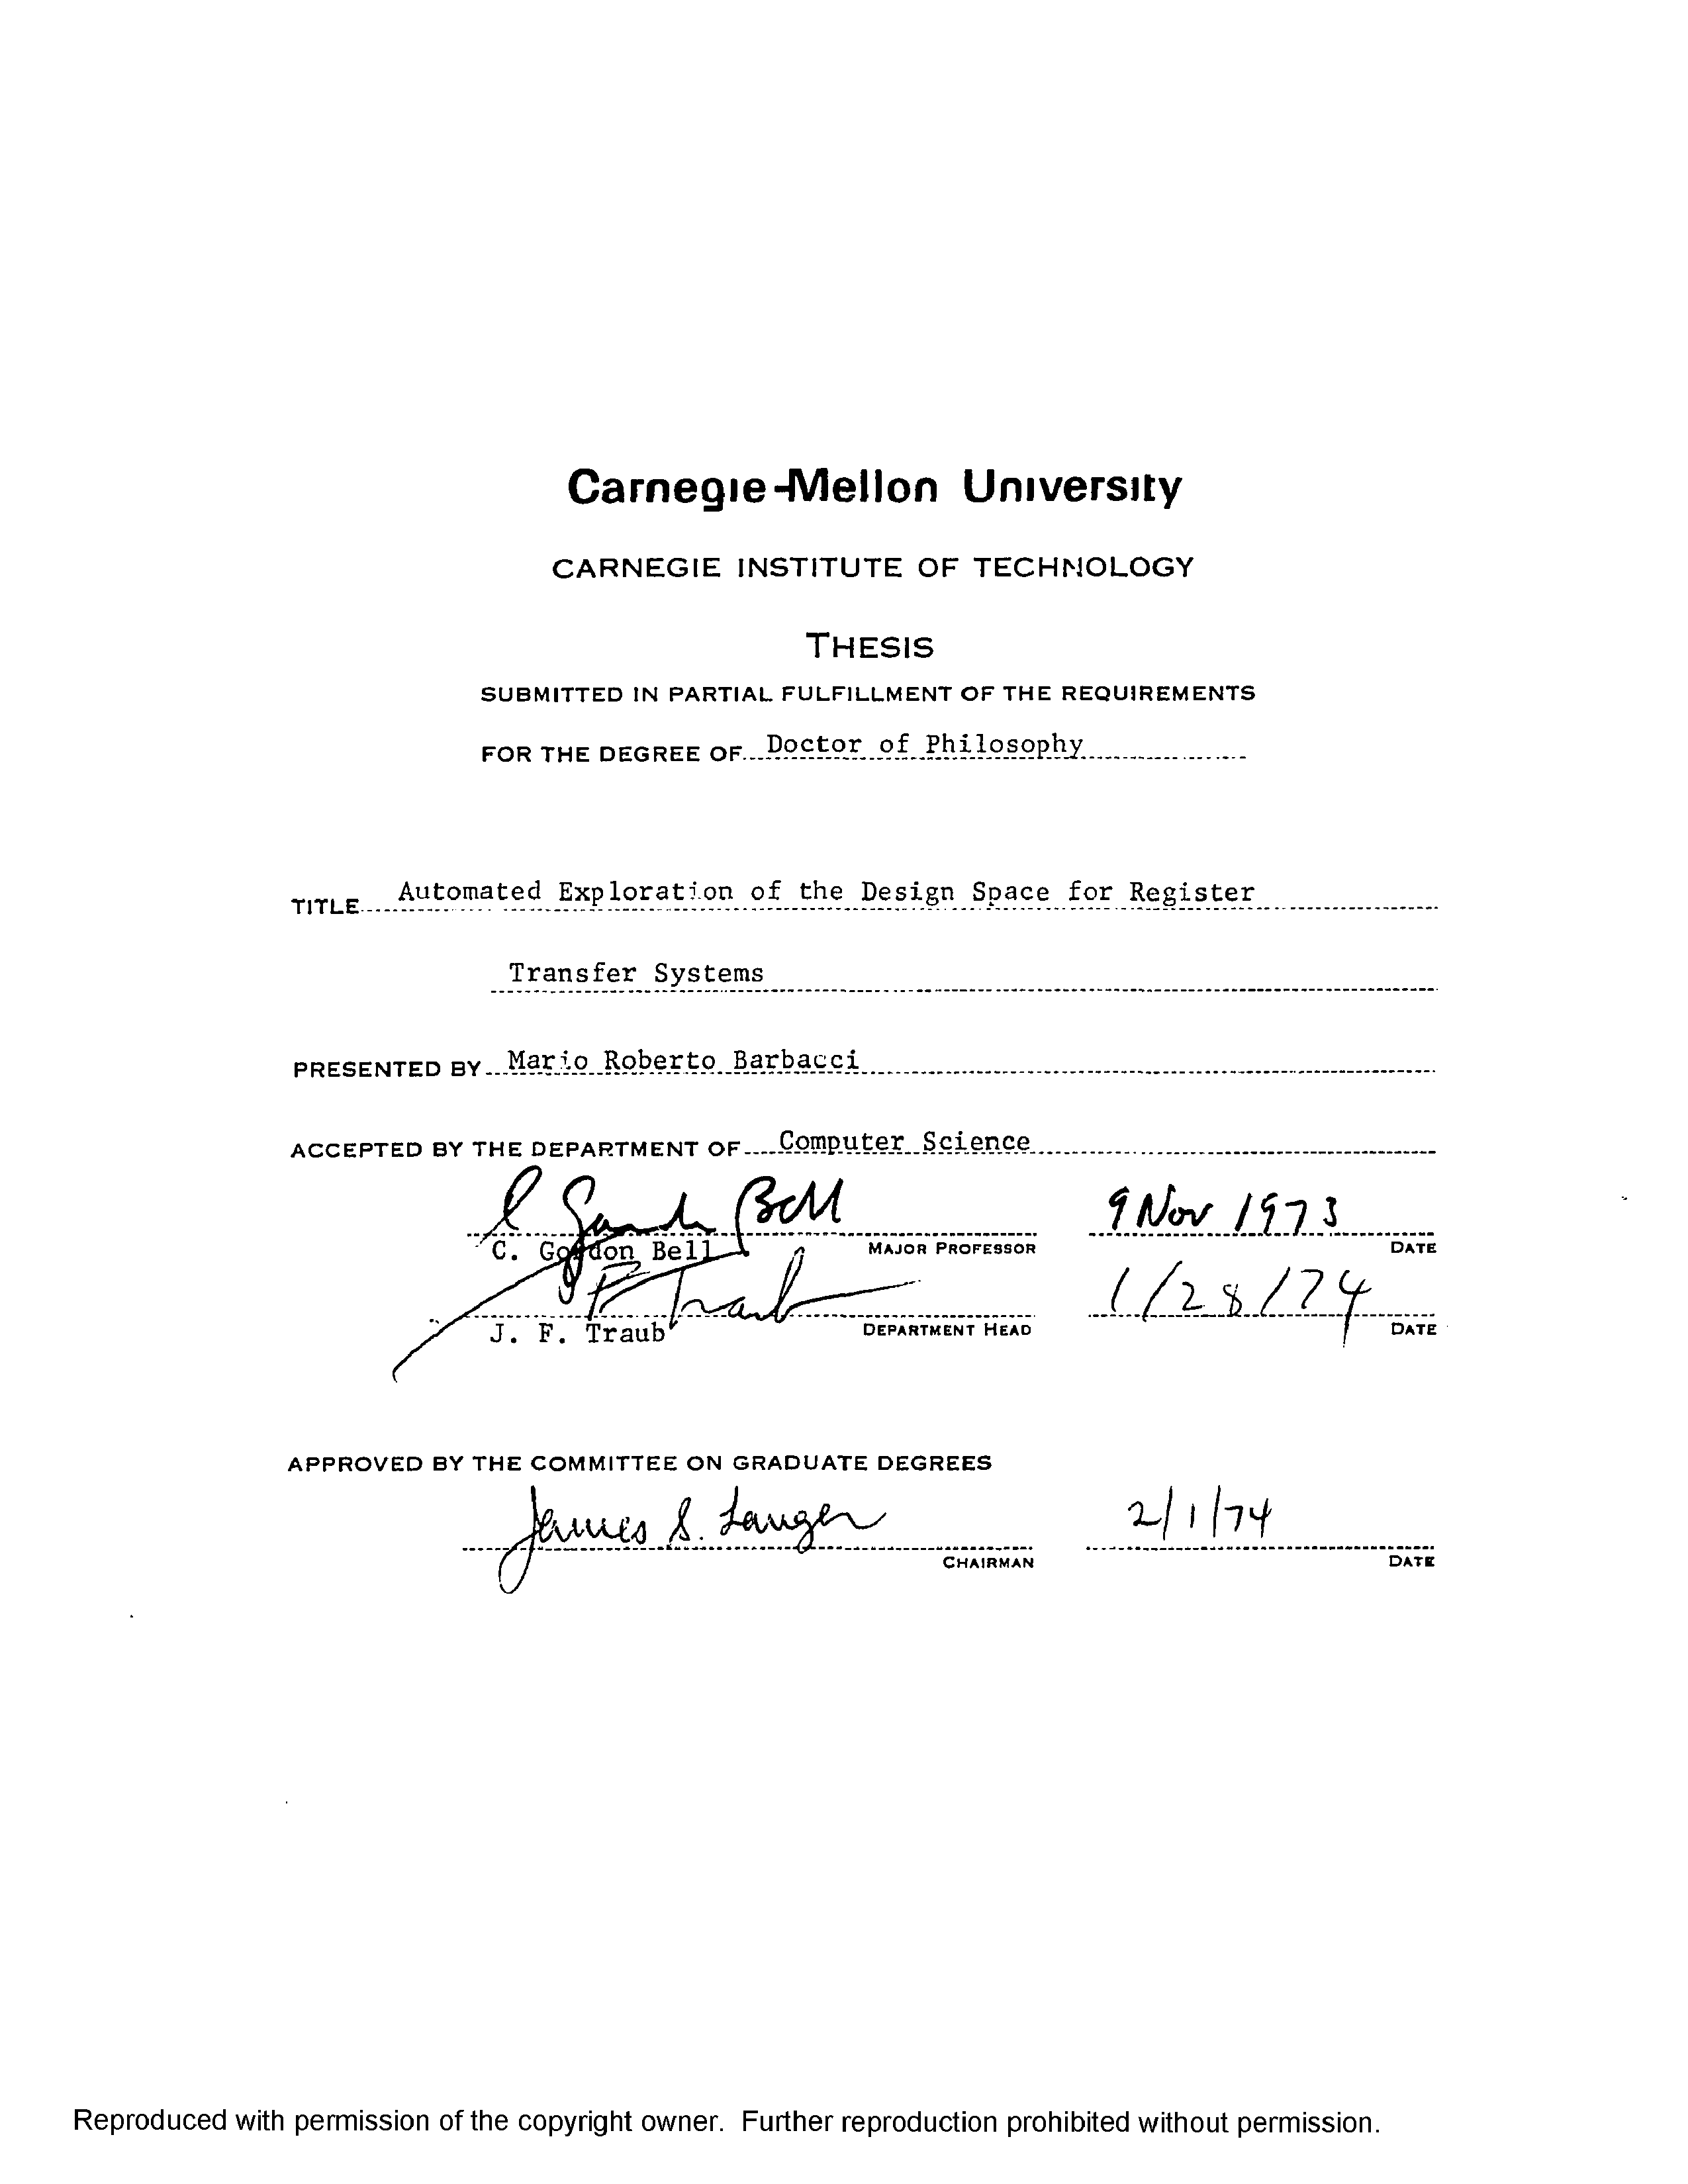 Carnegie-Mellon University
CARNEGIE INSTITUTE OF TECHNOLOGY
THESIS
SUBMITTED IN PARTIAL FULFILLMENT OF THE REQUIREMENTS
FOR THE DEGREE OF Doctor of Philosophy
TITLE Automated Exploration of the Design Space for Register
Transfer Systems
PRESENTED BY Mario Roberto Barbacci
ACCEPTED BY THE DEPARTMENT OF Computer Science
C Gordon Bell 9 Nov 1973
C. Gordon Bell MAJOR PROFESSOR DATE
J F Traub 1/28/74
J. F. Traub DEPARTMENT HEAD DATE
APPROVED BY THE COMMITTEE ON GRADUATE DEGREES
James S. Langer 2/1/74
CHAIRMAN DATE
Reproduced with permission of the copyright owner. Further reproduction prohibited without permission.